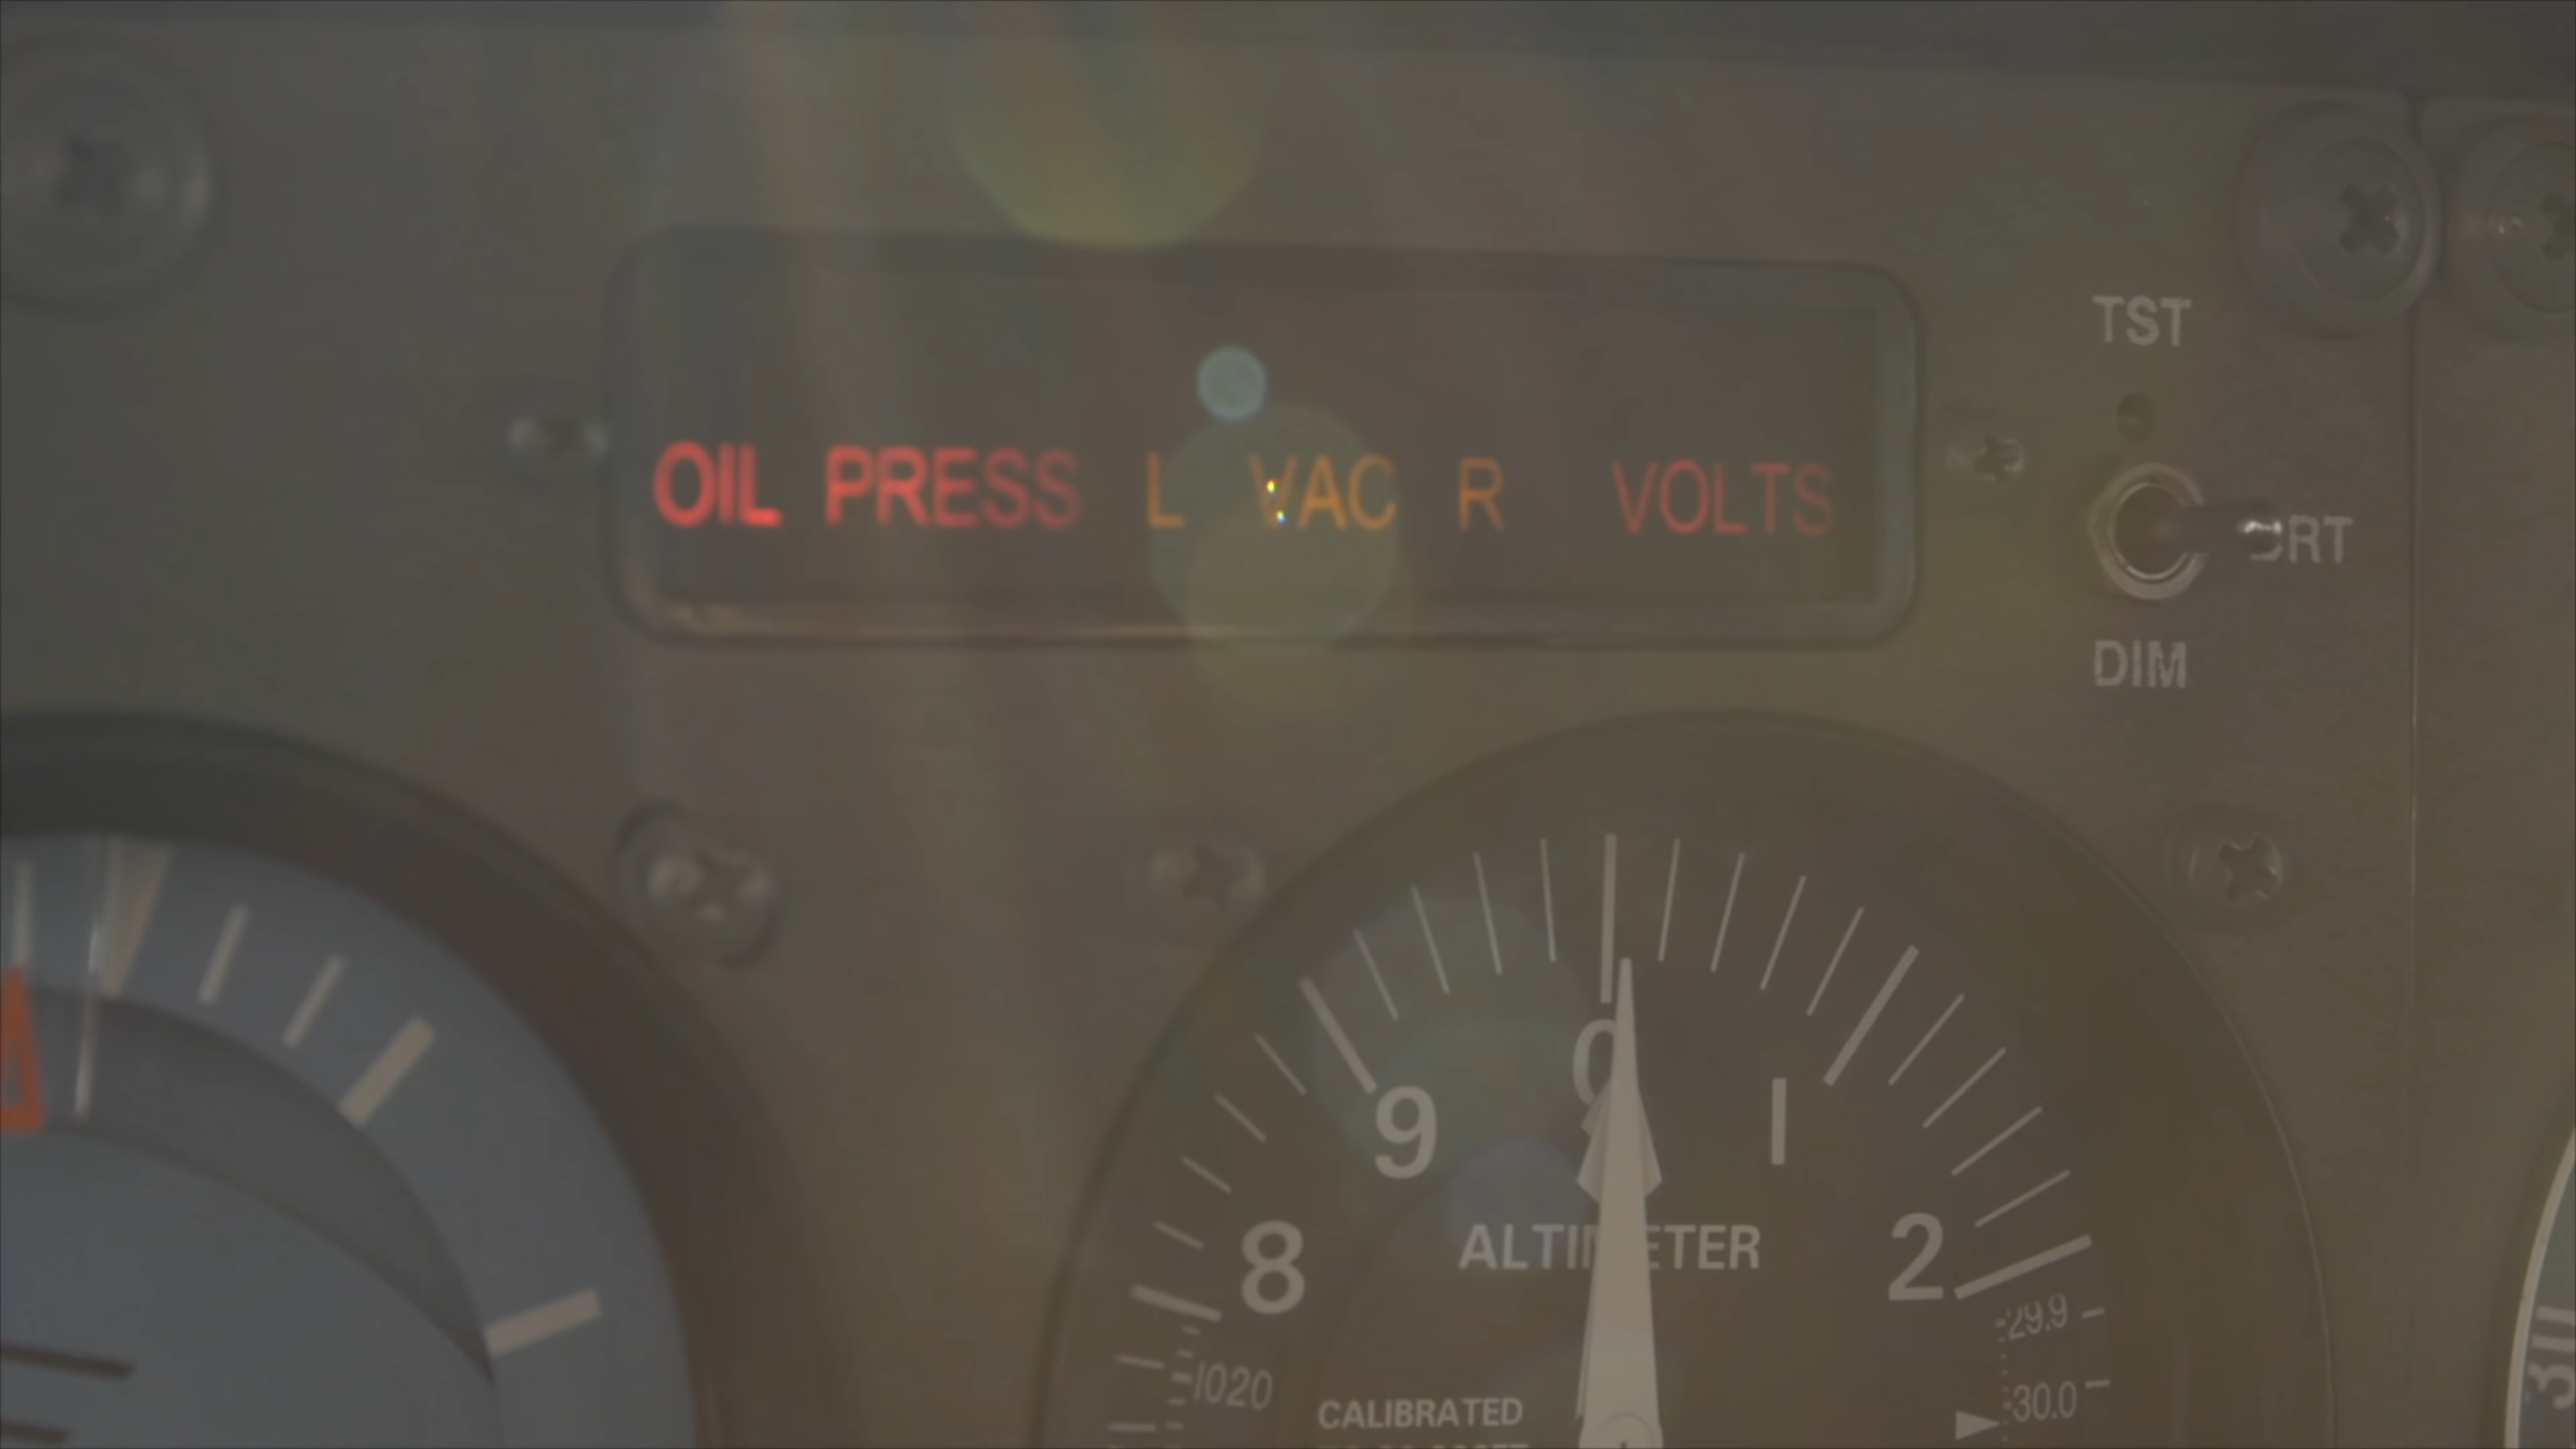 TST
OIL PRESS L VAC R VOLTS
BRT
DIM
0
9 1
ALTIMETER
8 2
29.9
1020
30.0
CALIBRATED